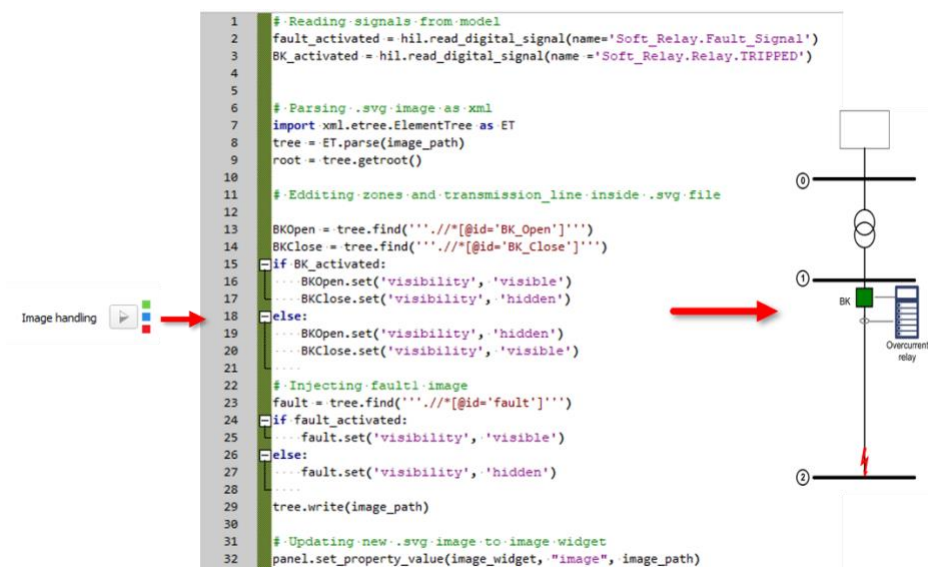 Image handling
1 # Reading signals from model
2 fault_activated = hil.read_digital_signal(name='Soft_Relay.Fault_Signal')
3 BK_activated = hil.read_digital_signal(name ='Soft_Relay.Relay.TRIPPED')
4
5
6 # Parsing .svg image as xml
7 import xml.etree.ElementTree as ET
8 tree = ET.parse(image_path)
9 root = tree.getroot()
10
11 # Edditing zones and transmission_line inside .svg file
12
13 BKOpen = tree.find('''.//*[@id='BK_Open']''')
14 BKClose = tree.find('''.//*[@id='BK_Close']''')
15 if BK_activated:
16 BKOpen.set('visibility', 'visible')
17 BKClose.set('visibility', 'hidden')
18 else:
19 BKOpen.set('visibility', 'hidden')
20 BKClose.set('visibility', 'visible')
21
22 # Injecting fault1 image
23 fault = tree.find('''.//*[@id='fault']''')
24 if fault_activated:
25 fault.set('visibility', 'visible')
26 else:
27 fault.set('visibility', 'hidden')
28
29 tree.write(image_path)
30
31 # Updating new .svg image to image widget
32 panel.set_property_value(image_widget, "image", image_path)
0
1
BK
Overcurrent
relay
2